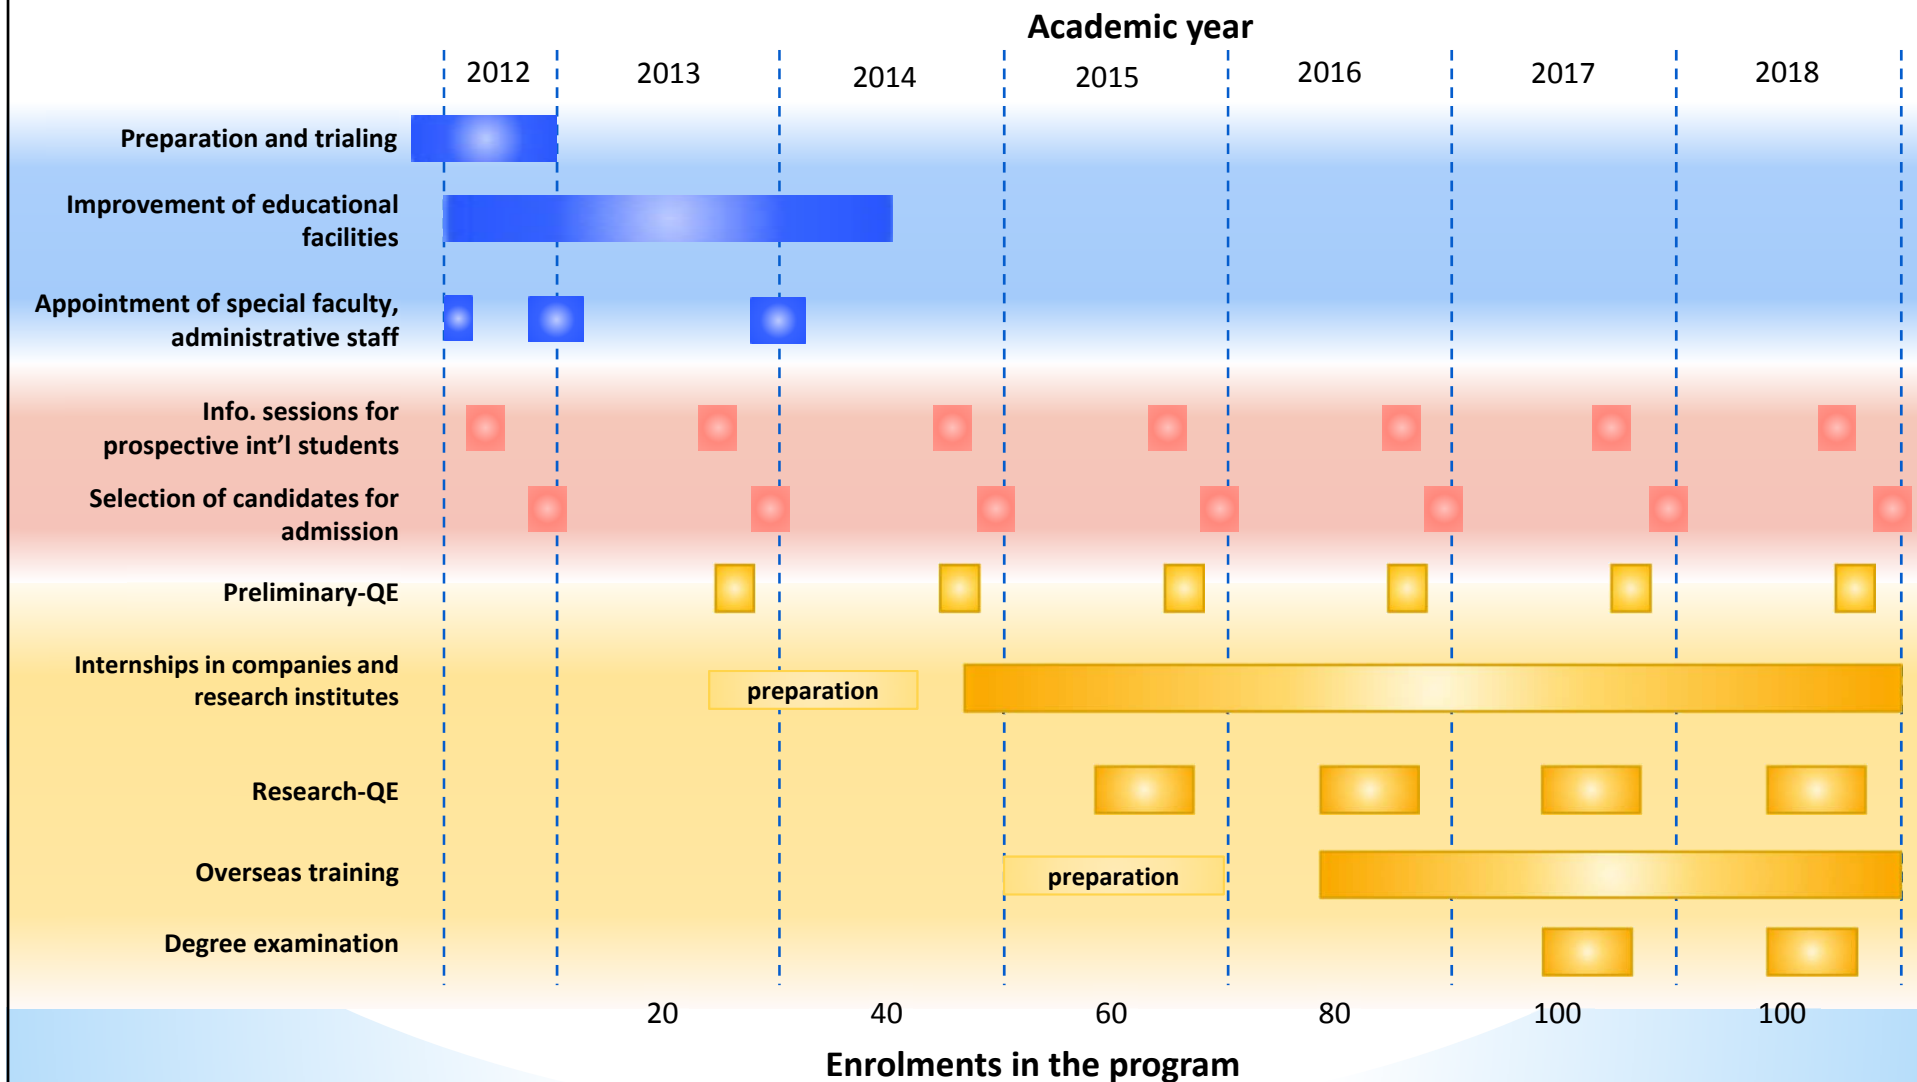 Academic year
2012
2013
2014
2015
2016
2017
2018
Preparation and trialing
Improvement of educational
facilities
Appointment of special faculty,
administrative staff
Info. sessions for
prospective int’l students
Selection of candidates for
admission
Preliminary-QE
Internships in companies and
research institutes
preparation
Research-QE
Overseas training
preparation
Degree examination
20
40
60
80
100
100
Enrolments in the program